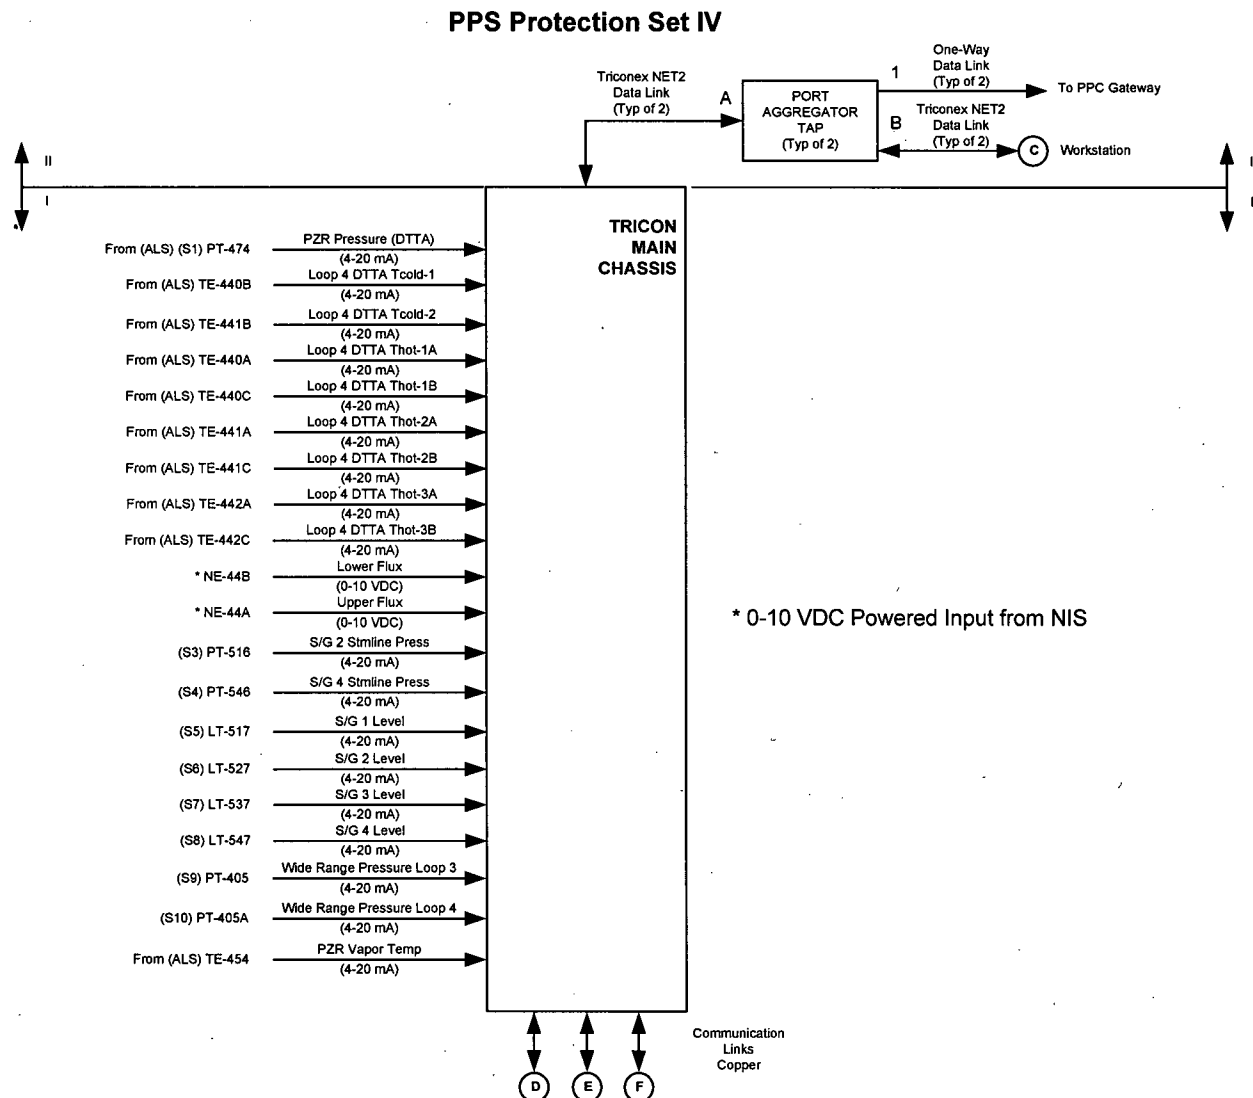 PPS Protection Set IV
One-Way
Data Link
(Typ of 2)
Triconex NET2
Data Link
(Typ of 2)
A
PORT
AGGREGATOR
TAP
(Typ of 2)
1
To PPC Gateway
B
Triconex NET2
Data Link
(Typ of 2)
C
Workstation
II
I
TRICON
MAIN
CHASSIS
From (ALS) (S1) PT-474
PZR Pressure (DTTA)
(4-20 mA)
From (ALS) TE-440B
Loop 4 DTTA Tcold-1
(4-20 mA)
From (ALS) TE-441B
Loop 4 DTTA Tcold-2
(4-20 mA)
From (ALS) TE-440A
Loop 4 DTTA Thot-1A
(4-20 mA)
From (ALS) TE-440C
Loop 4 DTTA Thot-1B
(4-20 mA)
From (ALS) TE-441A
Loop 4 DTTA Thot-2A
(4-20 mA)
From (ALS) TE-441C
Loop 4 DTTA Thot-2B
(4-20 mA)
From (ALS) TE-442A
Loop 4 DTTA Thot-3A
(4-20 mA)
From (ALS) TE-442C
Loop 4 DTTA Thot-3B
(4-20 mA)
* NE-44B
Lower Flux
(0-10 VDC)
* NE-44A
Upper Flux
(0-10 VDC)
* 0-10 VDC Powered Input from NIS
(S3) PT-516
S/G 2 Stmline Press
(4-20 mA)
(S4) PT-546
S/G 4 Stmline Press
(4-20 mA)
(S5) LT-517
S/G 1 Level
(4-20 mA)
(S6) LT-527
S/G 2 Level
(4-20 mA)
(S7) LT-537
S/G 3 Level
(4-20 mA)
(S8) LT-547
S/G 4 Level
(4-20 mA)
(S9) PT-405
Wide Range Pressure Loop 3
(4-20 mA)
(S10) PT-405A
Wide Range Pressure Loop 4
(4-20 mA)
From (ALS) TE-454
PZR Vapor Temp
(4-20 mA)
Communication
Links
Copper
D
E
F